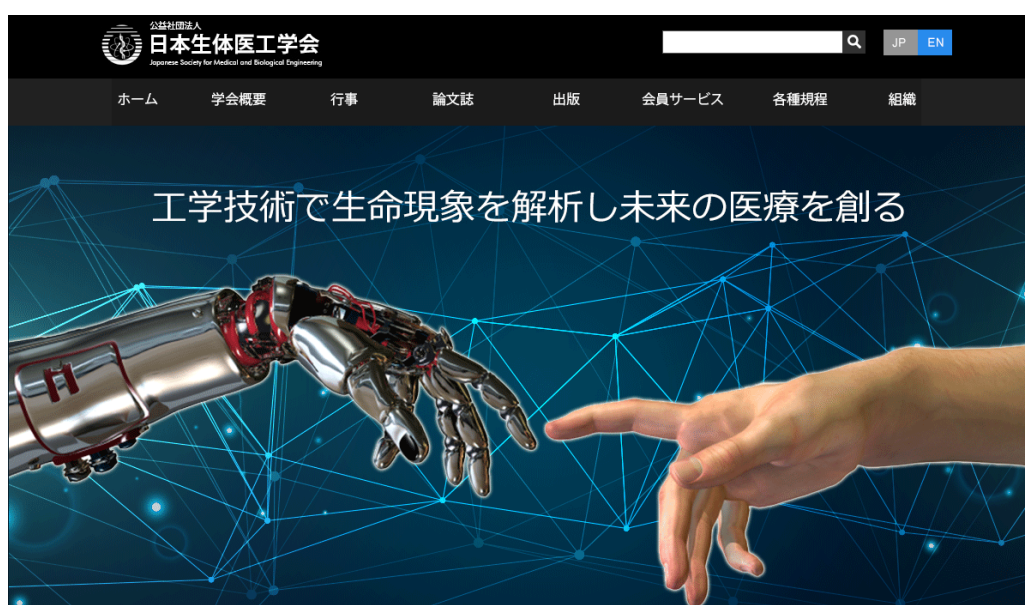 公益社団法人
日本生体医工学会
Japanese Society for Medical and Biological Engineering
JP EN
ホーム 学会概要 行事 論文誌 出版 会員サービス 各種規程 組織
工学技術で生命現象を解析し未来の医療を創る